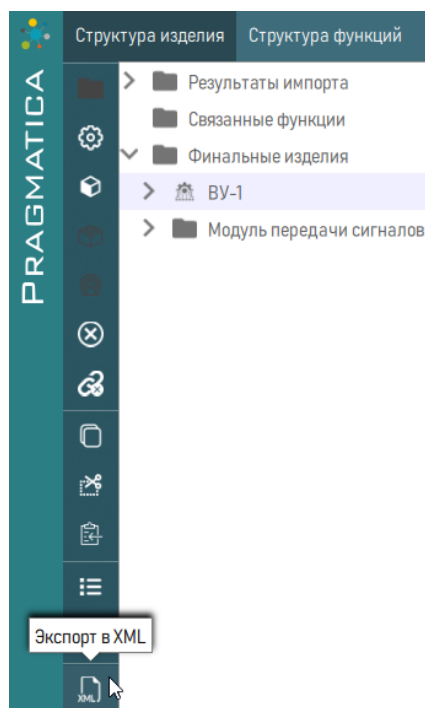 PRAGMATICA
Структура изделия
Структура функций
Результаты импорта
Связанные функции
Финальные изделия
ВУ-1
Модуль передачи сигналов
Экспорт в XML
XML